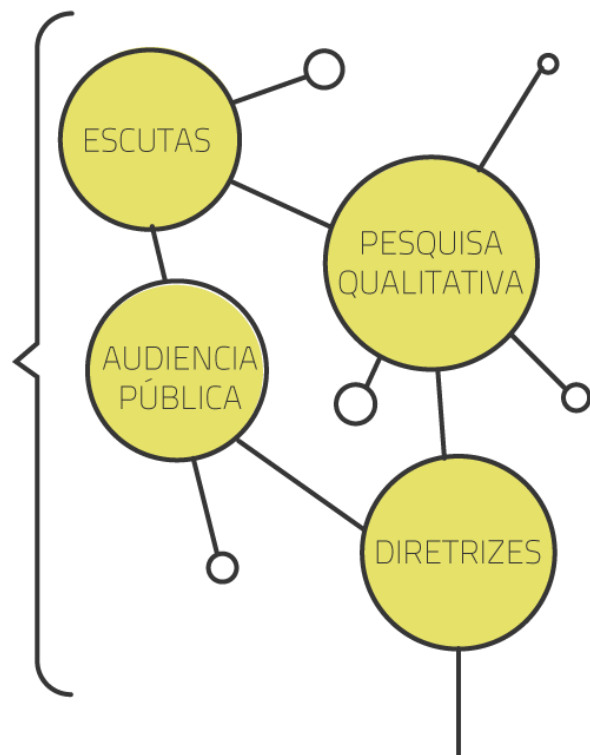 ESCUTAS
PESQUISA
QUALITATIVA
AUDIENCIA
PÚBLICA
DIRETRIZES